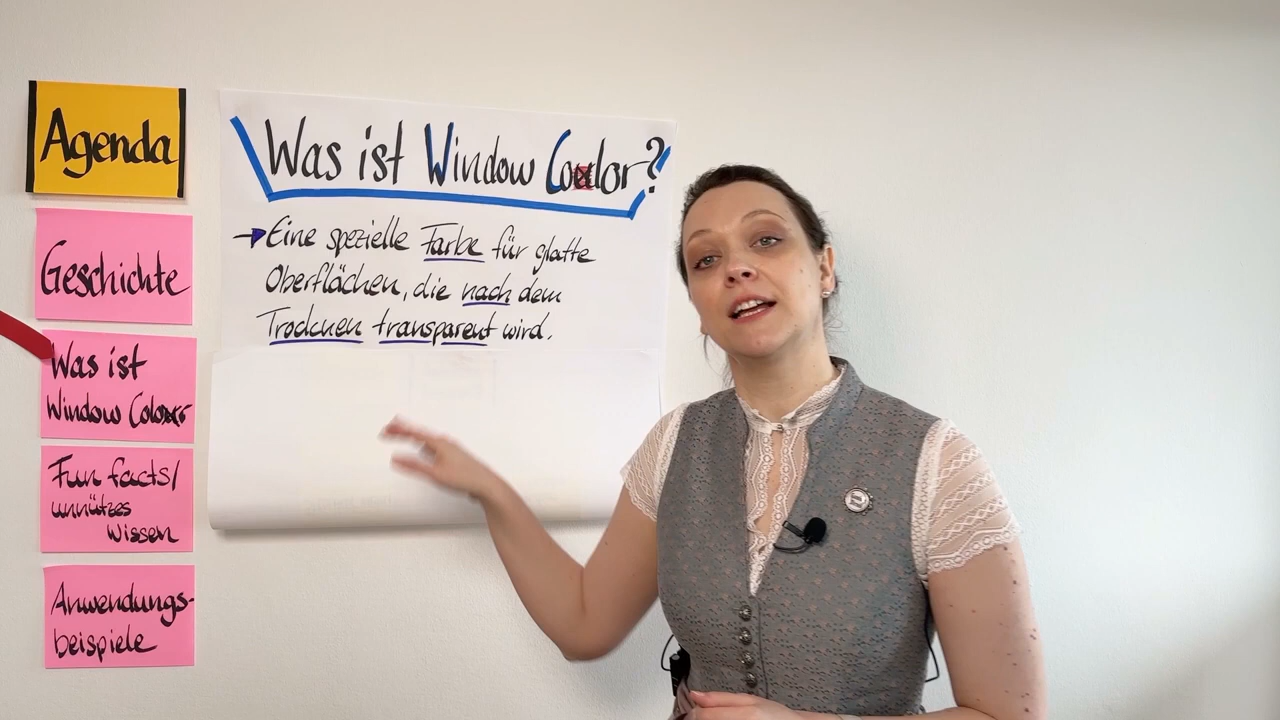 Agenda
Geschichte
Was ist
Window Color
Fun facts/
unnützes
Wissen
Anwendungs-
beispiele
Was ist Window Color?
Eine spezielle Farbe für glatte
Oberflächen, die nach dem
Trocknen transparent wird.